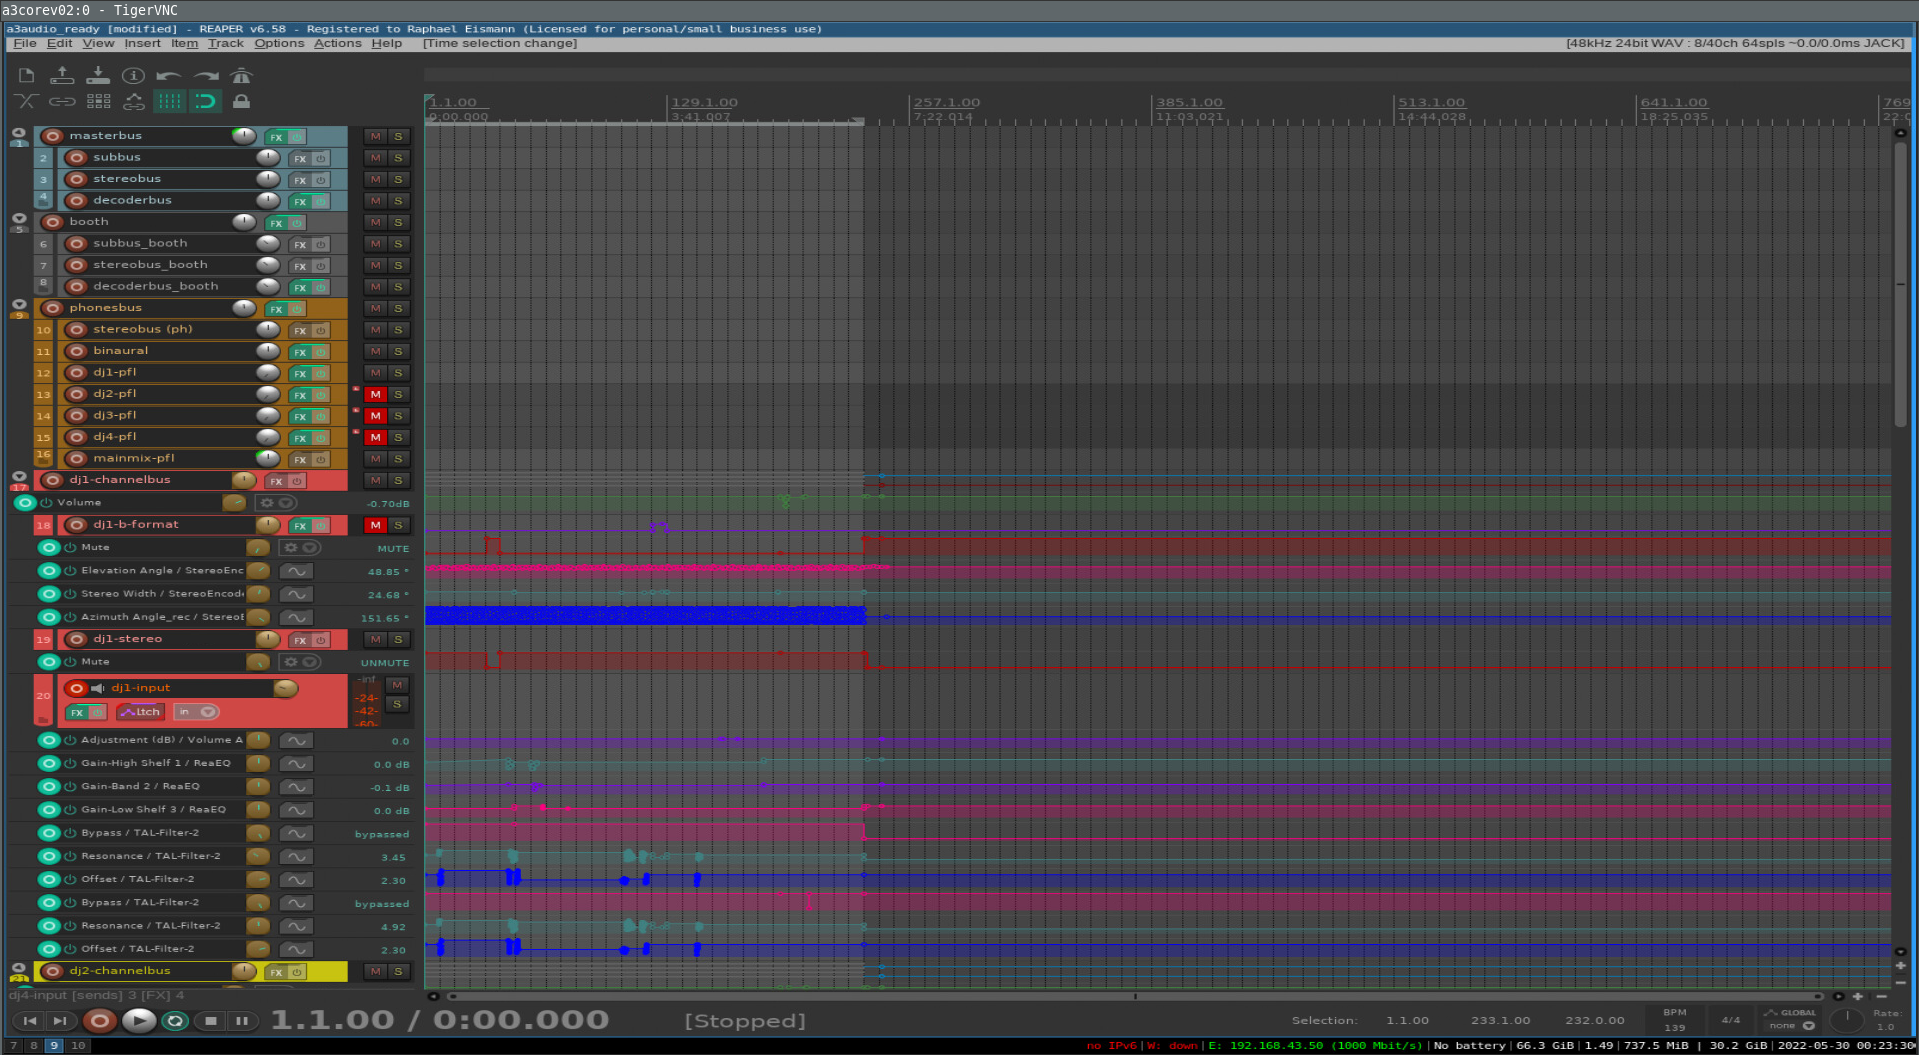 a3corev02:0 - TigerVNC
a3audio_ready [modified] - REAPER v6.58 - Registered to Raphael Eismann (Licensed for personal/small business use)
File Edit View Insert Item Track Options Actions Help [Time selection change] [48kHz 24bit WAV : 8/40ch 64spls ~0.0/0.0ms JACK]
1.1.00 129.1.00 257.1.00 385.1.00 513.1.00 641.1.00 769
0:00.000 3:41.007 7:22.014 11:03.021 14:44.028 18:25.035 22:0
1 masterbus FX M S
2 subbus FX M S
3 stereobus FX M S
4 decoderbus FX M S
5 booth FX M S
6 subbus_booth FX M S
7 stereobus_booth FX M S
8 decoderbus_booth FX M S
9 phonesbus FX M S
10 stereobus (ph) FX M S
11 binaural FX M S
12 dj1-pfl FX M S
13 dj2-pfl FX M S
14 dj3-pfl FX M S
15 dj4-pfl FX M S
16 mainmix-pfl FX M S
17 dj1-channelbus FX M S
Volume -0.70dB
18 dj1-b-format FX M S
Mute MUTE
Elevation Angle / StereoEnc 48.85 °
Stereo Width / StereoEncod 24.68 °
Azimuth Angle_rec / StereoE 151.65 °
19 dj1-stereo FX M S
Mute UNMUTE
20 dj1-input -inf M
-24- S
FX Ltch in -42-
-60-
Adjustment (dB) / Volume A 0.0
Gain-High Shelf 1 / ReaEQ 0.0 dB
Gain-Band 2 / ReaEQ -0.1 dB
Gain-Low Shelf 3 / ReaEQ 0.0 dB
Bypass / TAL-Filter-2 bypassed
Resonance / TAL-Filter-2 3.45
Offset / TAL-Filter-2 2.30
Bypass / TAL-Filter-2 bypassed
Resonance / TAL-Filter-2 4.92
Offset / TAL-Filter-2 2.30
21 dj2-channelbus FX M S
dj4-input [sends] 3 [FX] 4
1.1.00 / 0:00.000 [Stopped] Selection: 1.1.00 233.1.00 232.0.00 BPM 139 4/4 GLOBAL none Rate: 1.0
7 8 9 10 no IPv6 | W: down | E: 192.168.43.50 (1000 Mbit/s) | No battery | 66.3 GiB | 1.49 | 737.5 MiB | 30.2 GiB | 2022-05-30 00:23:30